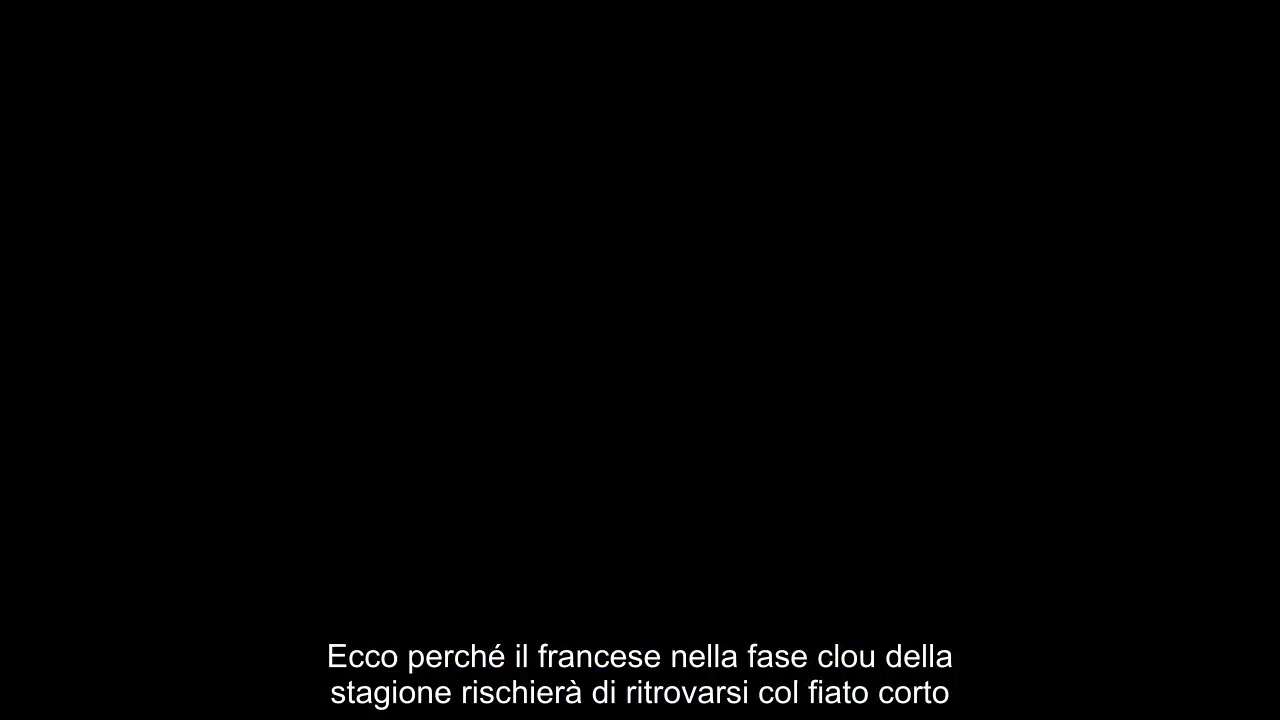 Ecco perché il francese nella fase clou della
stagione rischierà di ritrovarsi col fiato corto